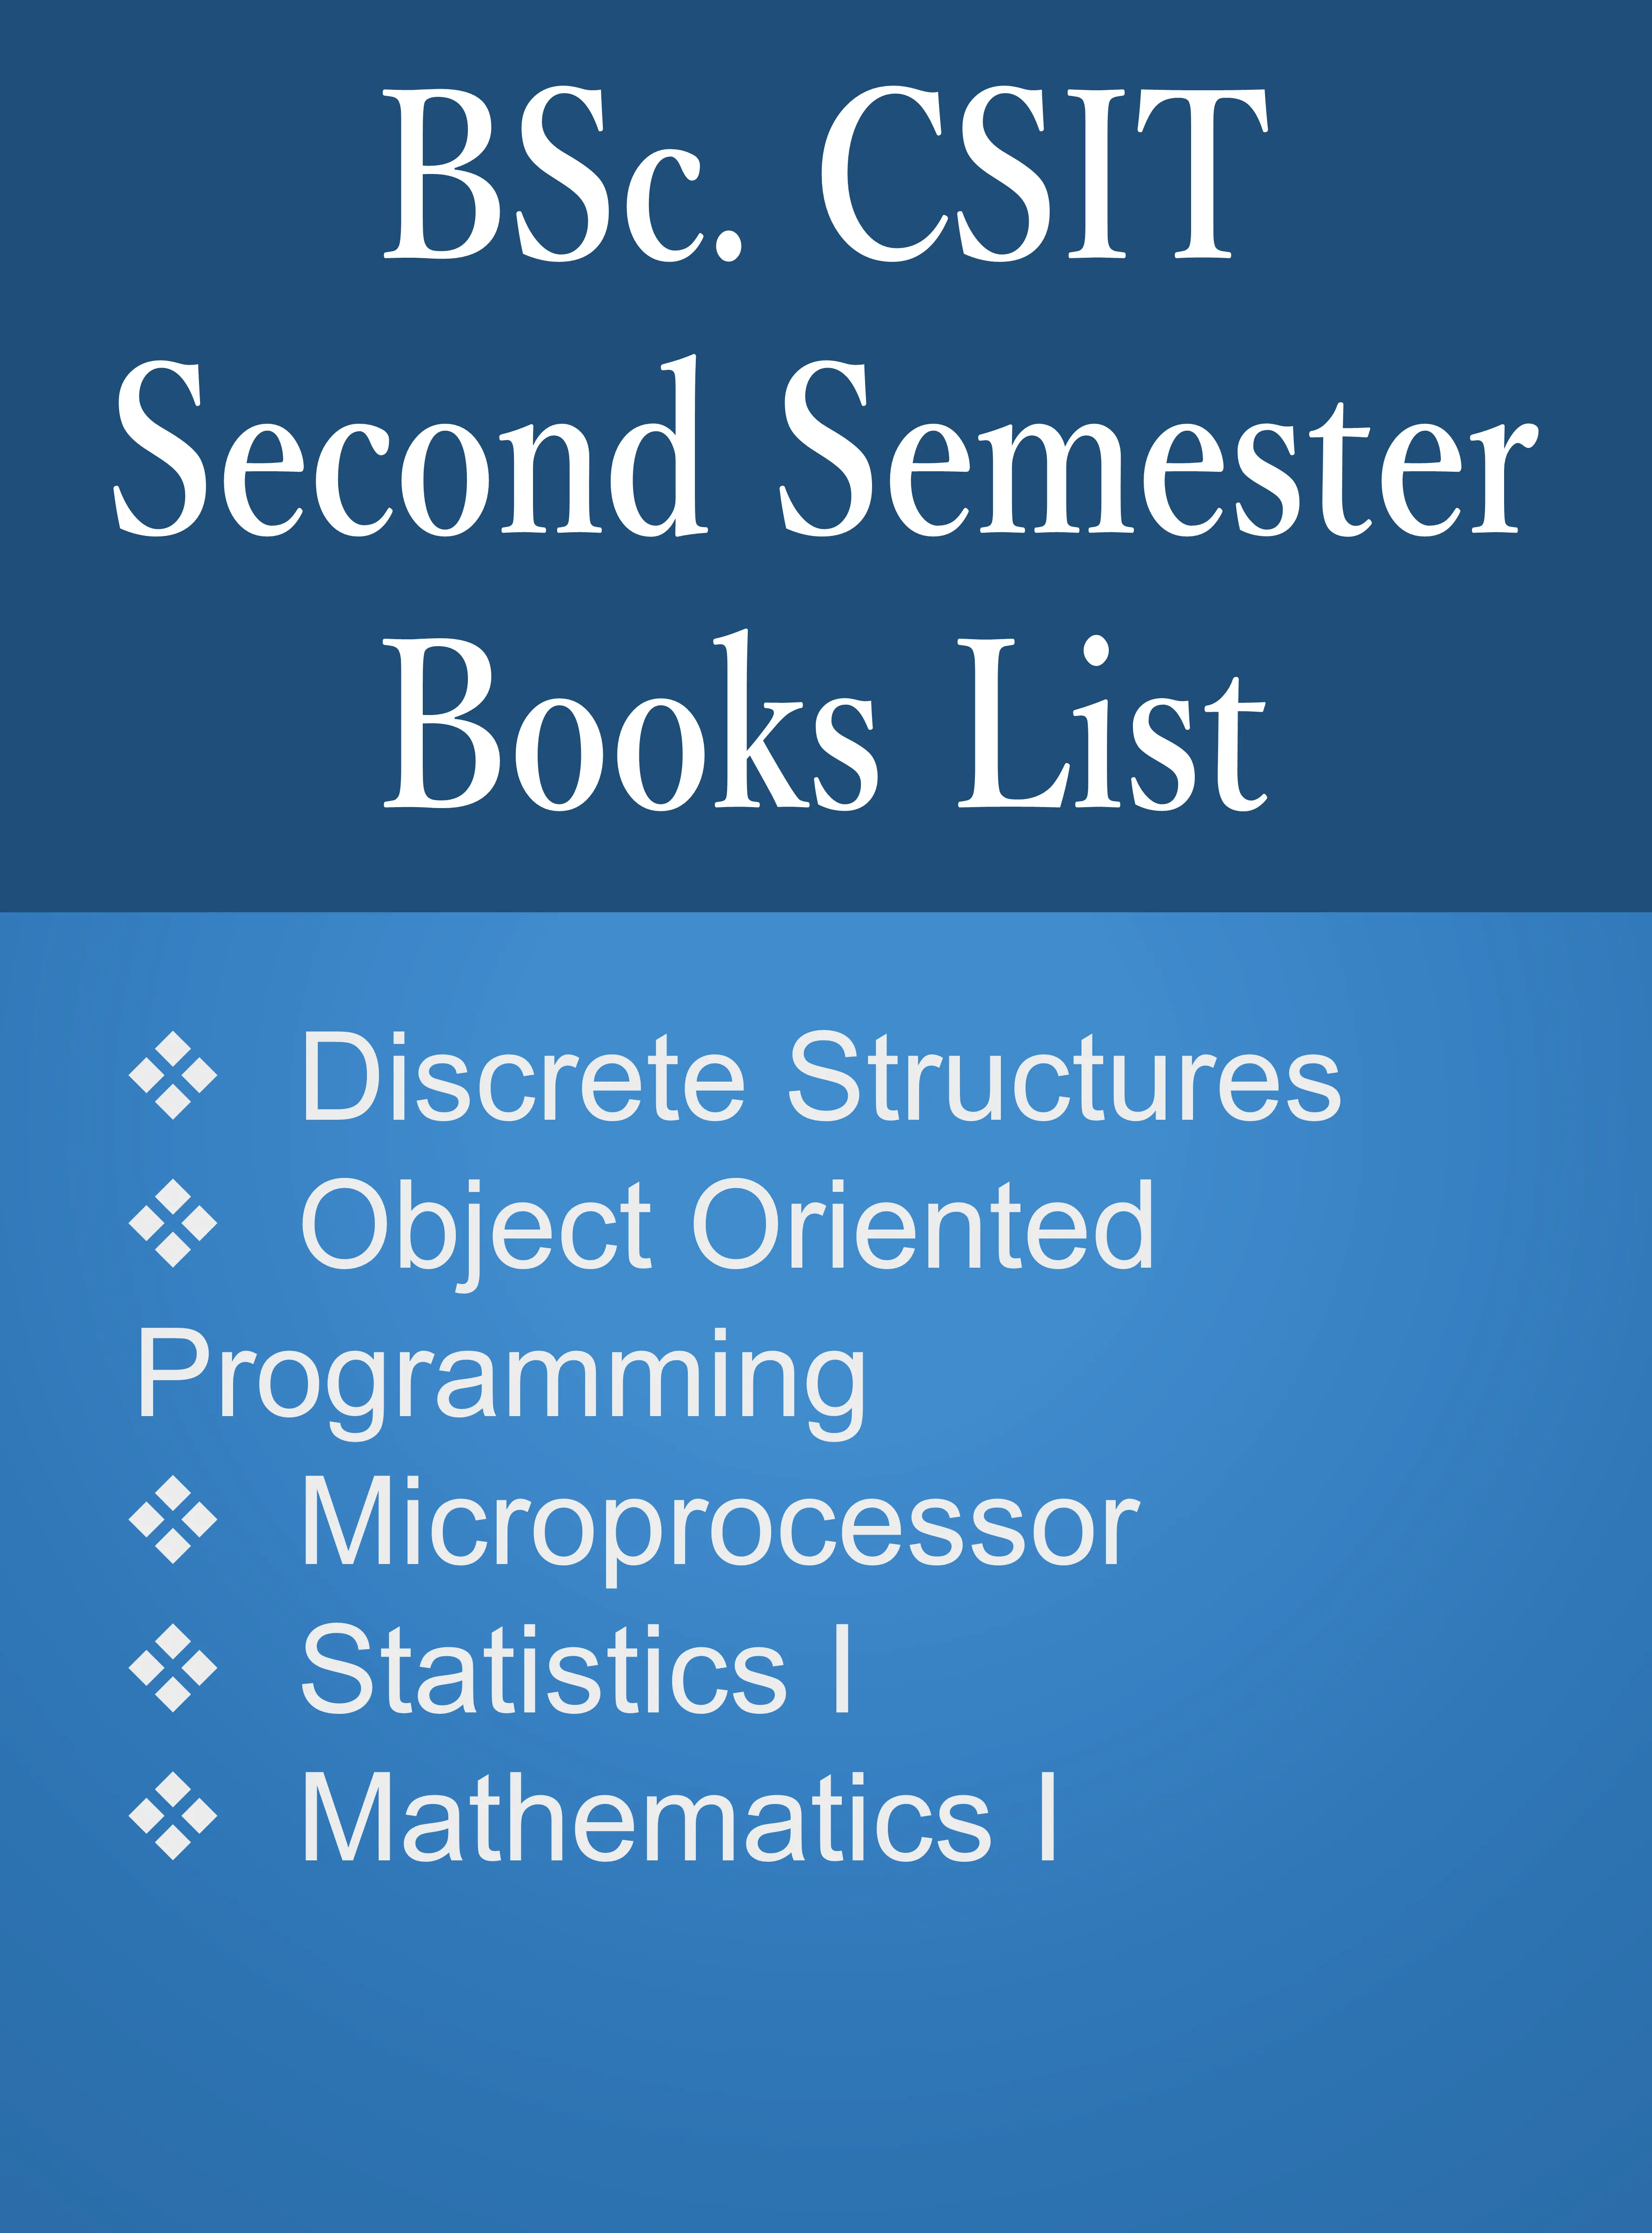 BSc. CSIT
Second Semester
Books List
❖ Discrete Structures
❖ Object Oriented
Programming
❖ Microprocessor
❖ Statistics I
❖ Mathematics I